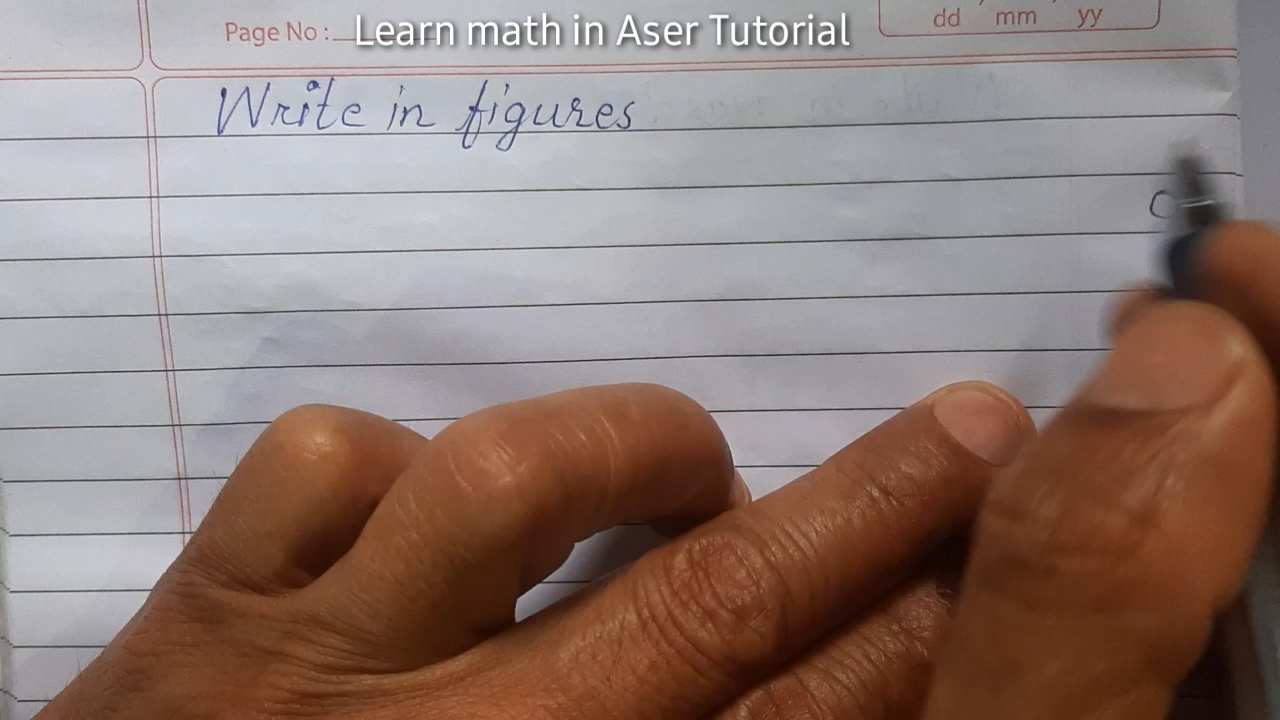 Page No : Learn math in Aser Tutorial
dd mm yy
Write in figures